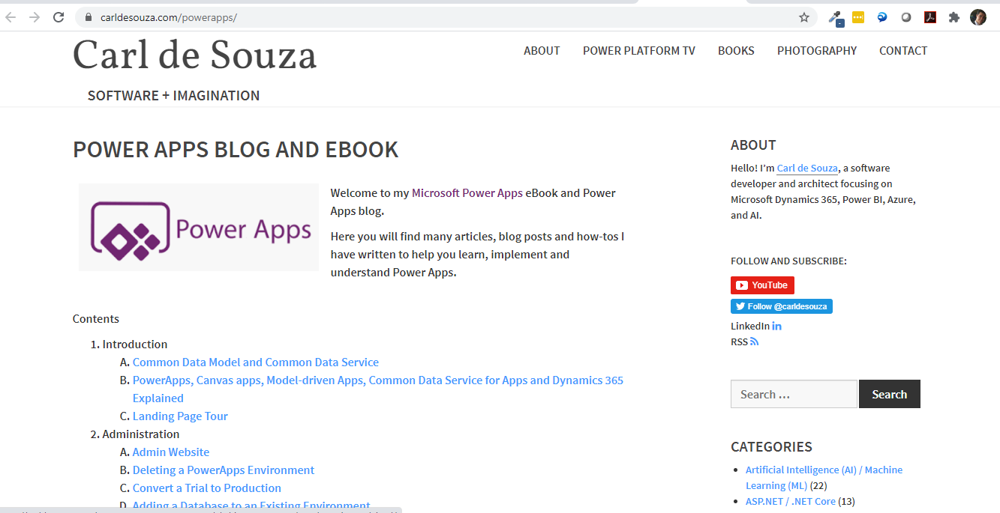 carldesouza.com/powerapps/
Carl de Souza
ABOUT POWER PLATFORM TV BOOKS PHOTOGRAPHY CONTACT
SOFTWARE + IMAGINATION
POWER APPS BLOG AND EBOOK
Power Apps
Welcome to my Microsoft Power Apps eBook and Power
Apps blog.
Here you will find many articles, blog posts and how-tos I
have written to help you learn, implement and
understand Power Apps.
Contents
1. Introduction
A. Common Data Model and Common Data Service
B. PowerApps, Canvas apps, Model-driven Apps, Common Data Service for Apps and Dynamics 365
Explained
C. Landing Page Tour
2. Administration
A. Admin Website
B. Deleting a PowerApps Environment
C. Convert a Trial to Production
D. Adding a Database to an Existing Environment
ABOUT
Hello! I'm Carl de Souza, a software
developer and architect focusing on
Microsoft Dynamics 365, Power BI, Azure,
and AI.
FOLLOW AND SUBSCRIBE:
YouTube
Follow @carldesouza
LinkedIn in
RSS
Search …
Search
CATEGORIES
Artificial Intelligence (AI) / Machine
Learning (ML) (22)
ASP.NET / .NET Core (13)